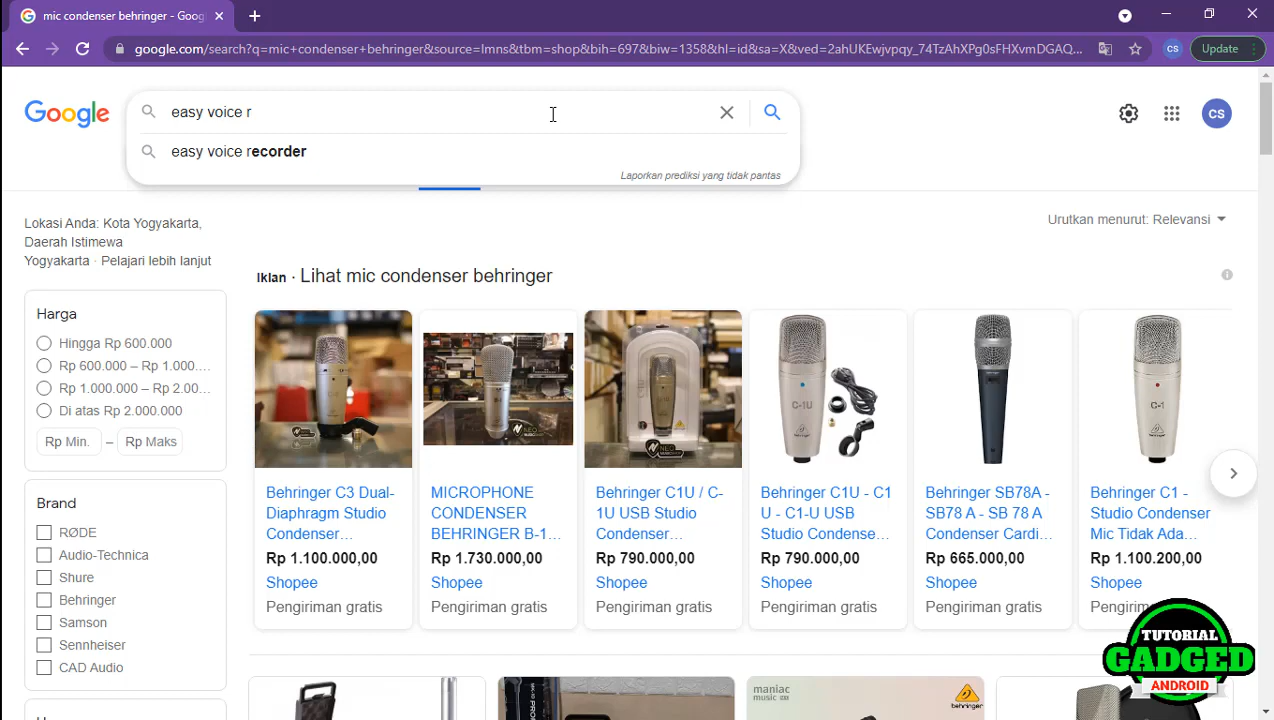 mic condenser behringer - Goog
google.com/search?q=mic+condenser+behringer&source=lmns&tbm=shop&bih=697&biw=1358&hl=id&sa=X&ved=2ahUKEwjvpqy_74TzAhXPg0sFHXvmDGAQ...
CS
Update
Google
easy voice r
CS
easy voice recorder
Laporkan prediksi yang tidak pantas
Lokasi Anda: Kota Yogyakarta,
Daerah Istimewa
Yogyakarta · Pelajari lebih lanjut
Urutkan menurut: Relevansi
Harga
Hingga Rp 600.000
Rp 600.000 – Rp 1.000....
Rp 1.000.000 – Rp 2.00...
Di atas Rp 2.000.000
Rp Min. – Rp Maks
Brand
RØDE
Audio-Technica
Shure
Behringer
Samson
Sennheiser
CAD Audio
Iklan · Lihat mic condenser behringer
C-1U
C-1
Behringer C3 Dual-
Diaphragm Studio
Condenser...
Rp 1.100.000,00
Shopee
Pengiriman gratis
MICROPHONE
CONDENSER
BEHRINGER B-1...
Rp 1.730.000,00
Shopee
Pengiriman gratis
Behringer C1U / C-
1U USB Studio
Condenser...
Rp 790.000,00
Shopee
Pengiriman gratis
Behringer C1U - C1
U - C1-U USB
Studio Condense...
Rp 790.000,00
Shopee
Pengiriman gratis
Behringer SB78A -
SB78 A - SB 78 A
Condenser Cardi...
Rp 665.000,00
Shopee
Pengiriman gratis
Behringer C1 -
Studio Condenser
Mic Tidak Ada...
Rp 1.100.200,00
Shopee
Pengirim
maniac
music
behringer
TUTORIAL
GADGED
ANDROID